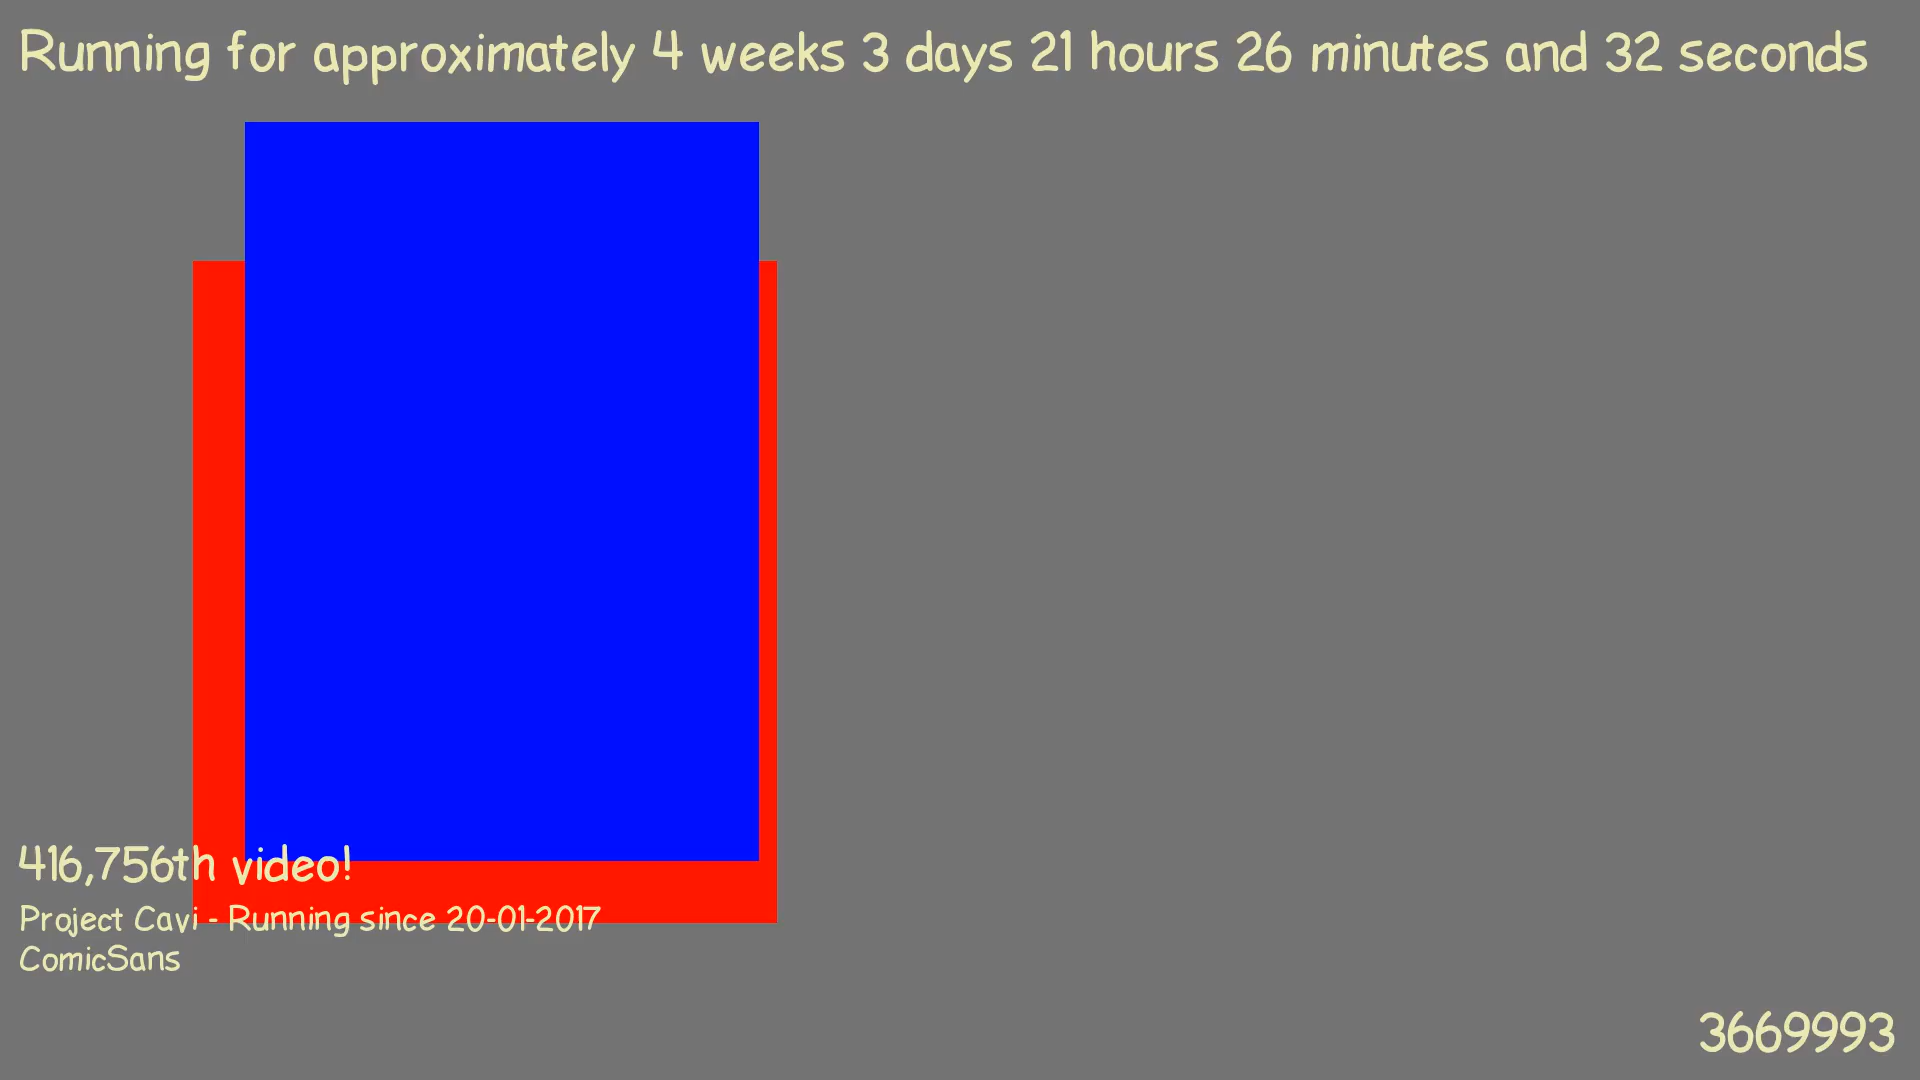 Running for approximately 4 weeks 3 days 21 hours 26 minutes and 32 seconds
416,756th video!
Project Cavi - Running since 20-01-2017
ComicSans
3669993